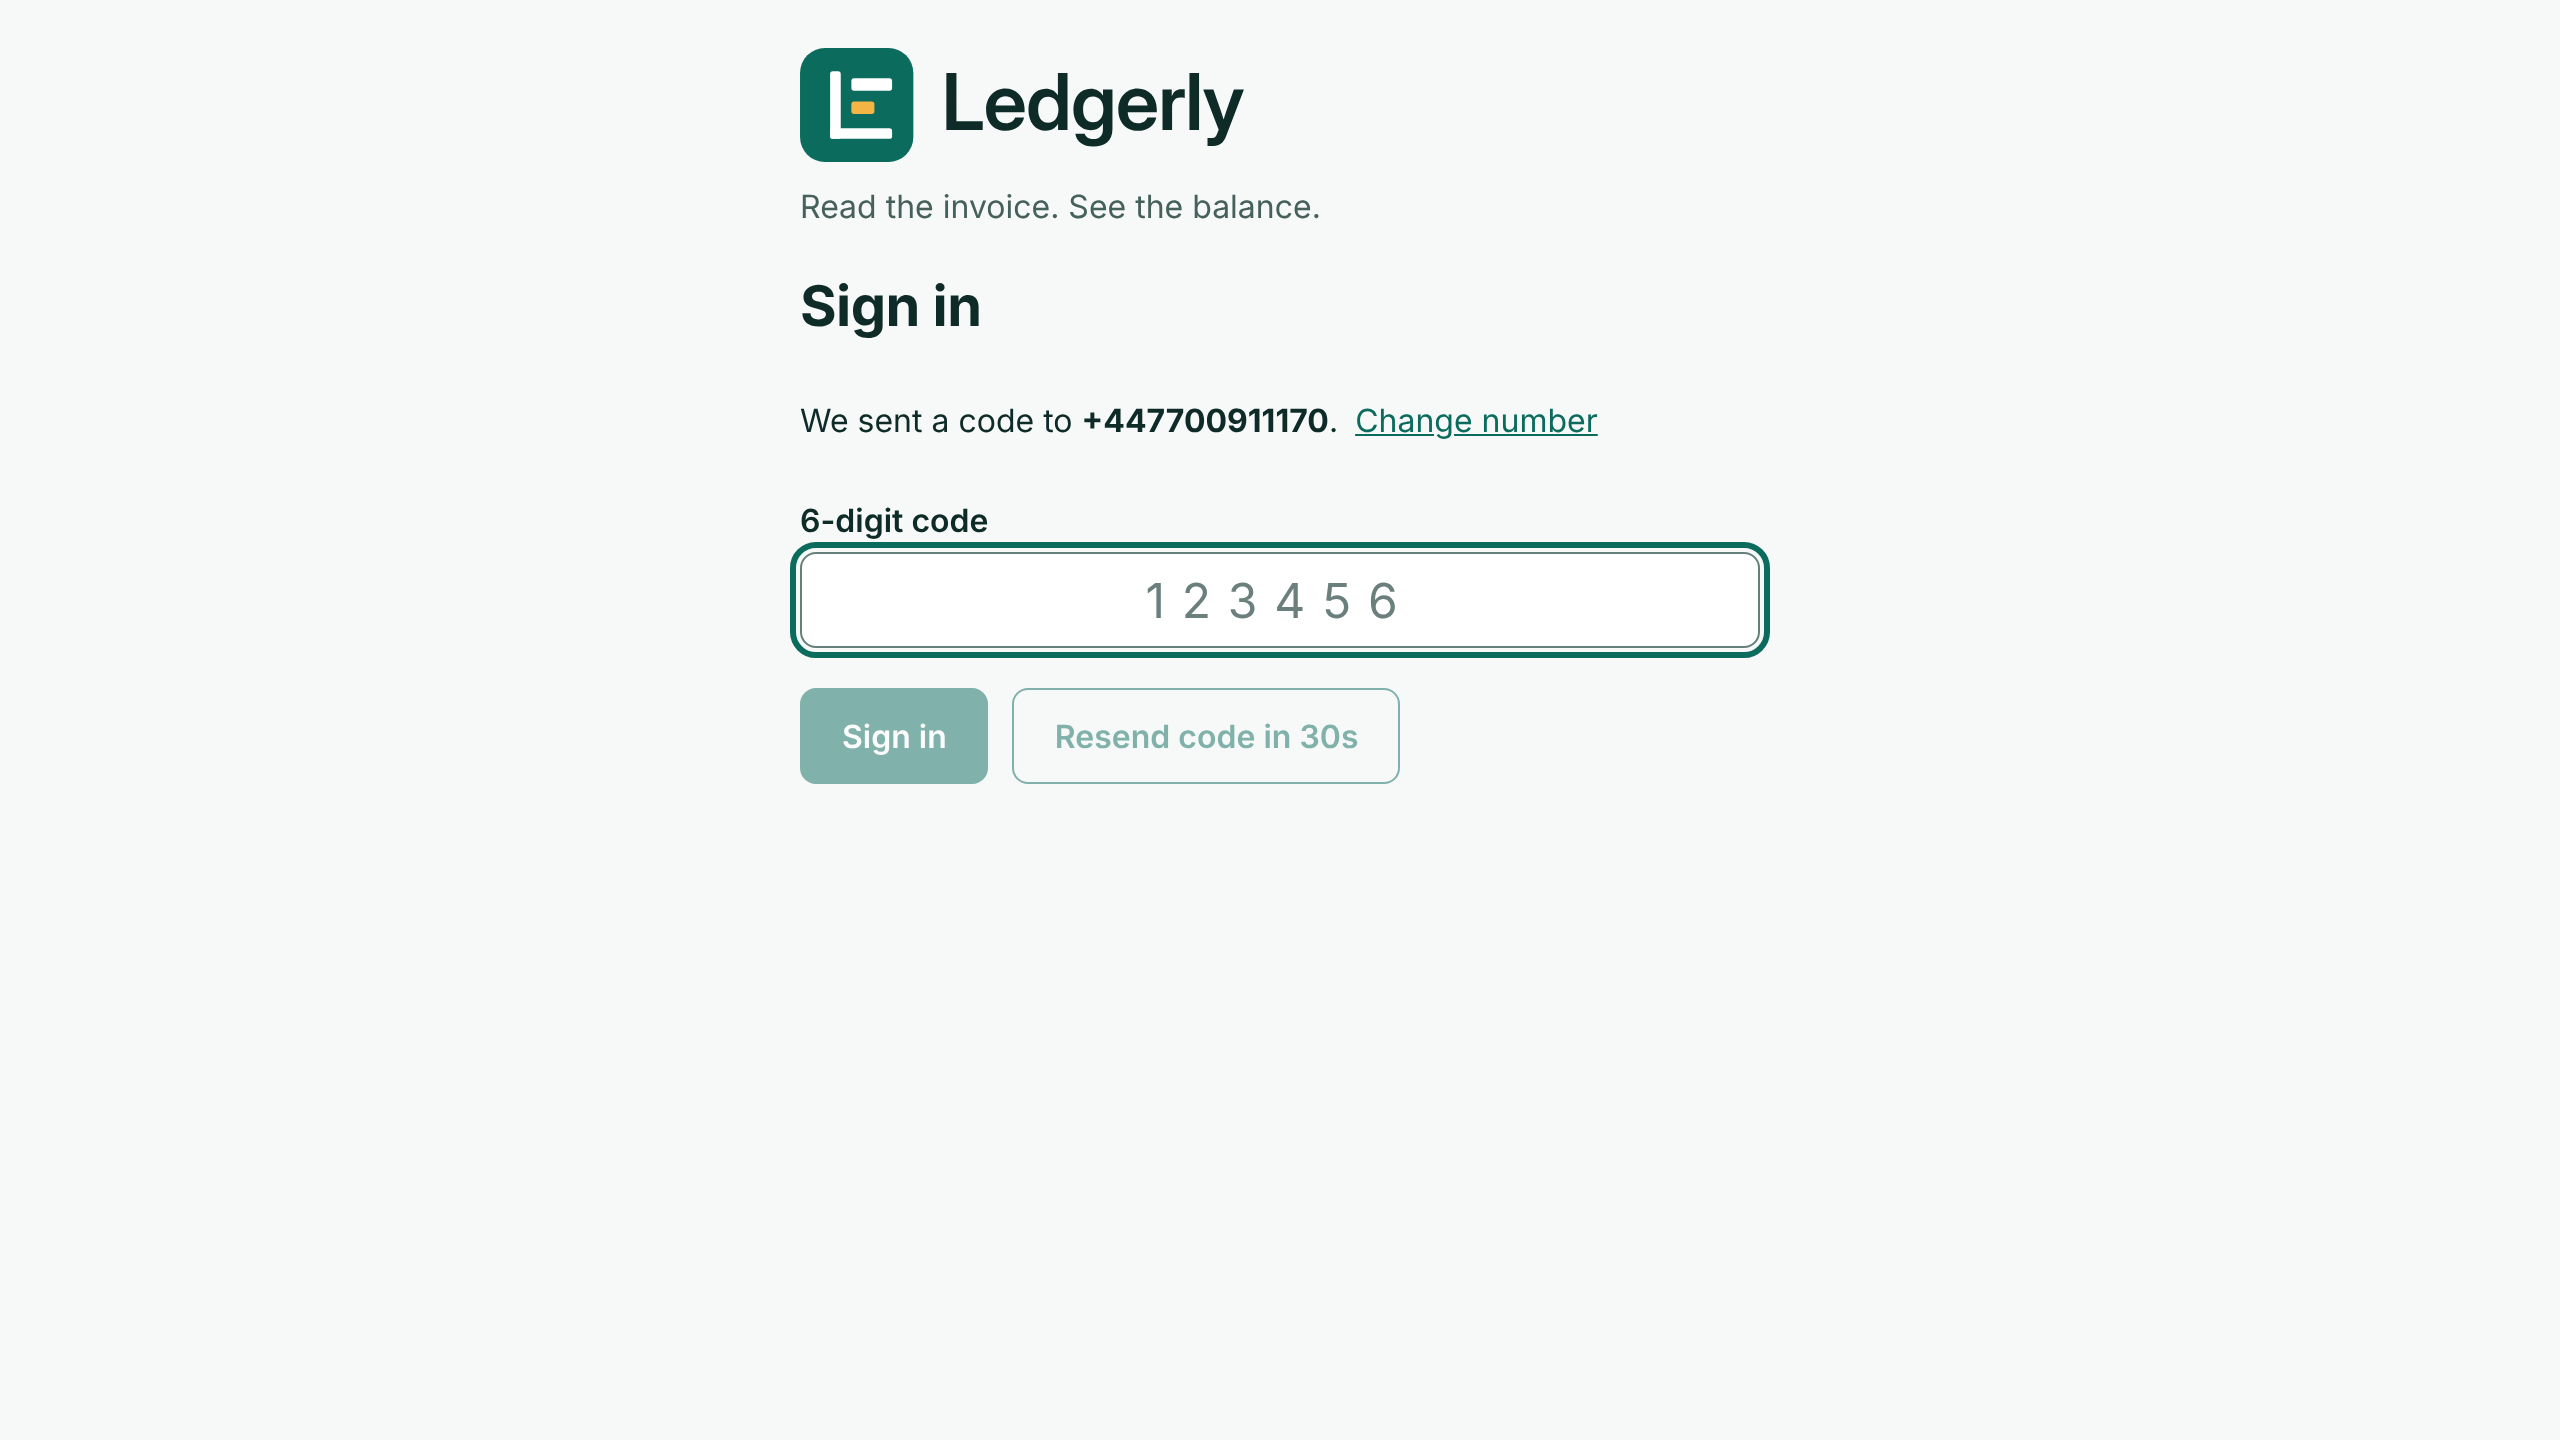 Ledgerly
Read the invoice. See the balance.
Sign in
We sent a code to +447700911170. Change number
6-digit code
1 2 3 4 5 6
Sign in
Resend code in 30s